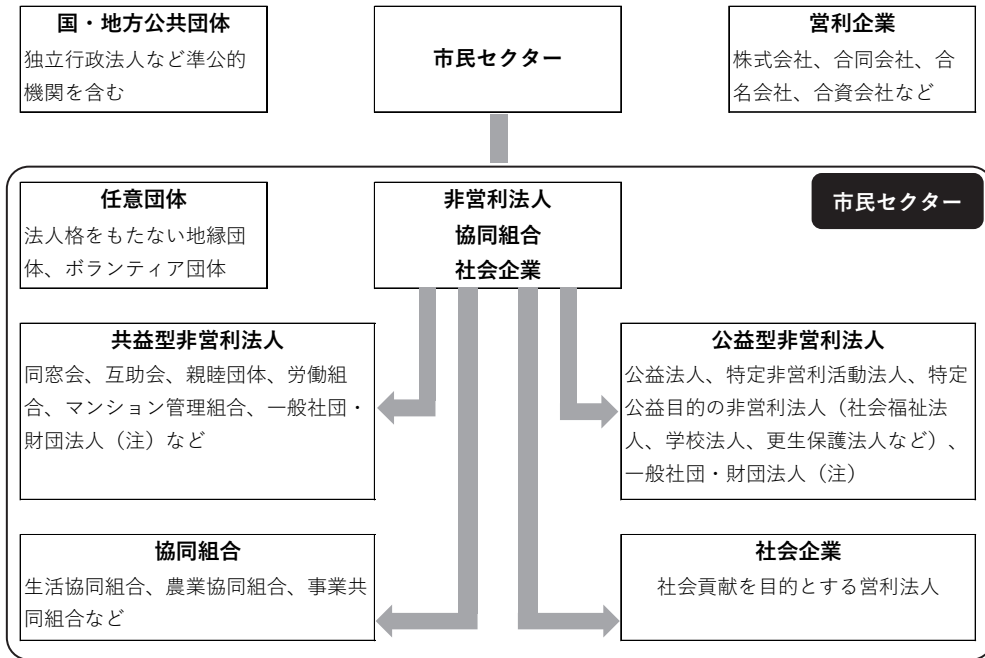 国・地方公共団体
独立行政法人など準公的
機関を含む
市民セクター
営利企業
株式会社、合同会社、合
名会社、合資会社など
市民セクター
任意団体
法人格をもたない地縁団
体、ボランティア団体
非営利法人
協同組合
社会企業
共益型非営利法人
同窓会、互助会、親睦団体、労働組
合、マンション管理組合、一般社団・
財団法人（注）など
公益型非営利法人
公益法人、特定非営利活動法人、特定
公益目的の非営利法人（社会福祉法
人、学校法人、更生保護法人など）、
一般社団・財団法人（注）
協同組合
生活協同組合、農業協同組合、事業共
同組合など
社会企業
社会貢献を目的とする営利法人